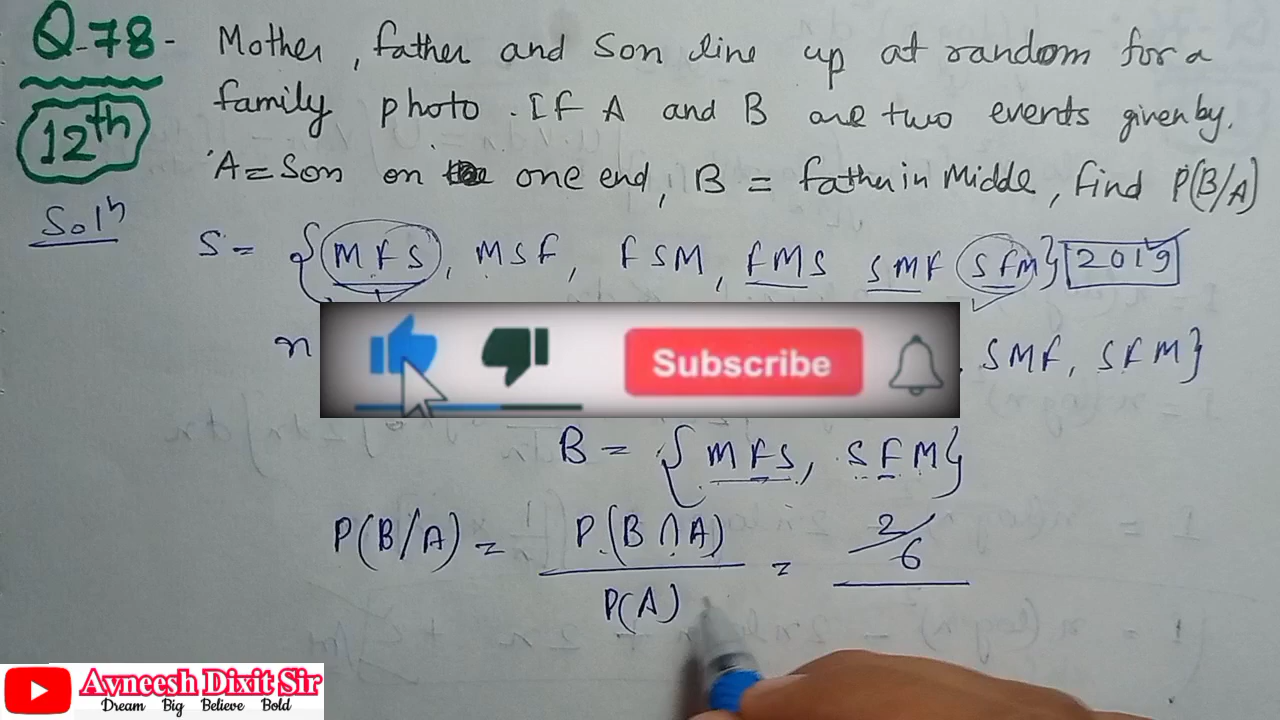 Q-78- Mother, father and Son line up at random for a
family photo. If A and B are two events given by.
12th
A = Son on one end, B = father in Middle, find P(B/A)
Soln
S = {MFS, MSF, FSM, FMS SMF SFM} 2019
n SMF, SFM}
Subscribe
B = {MFS, SFM}
P(B/A) = P(B∩A) / P(A) = 2/6
Avneesh Dixit Sir
Dream Big Believe Bold